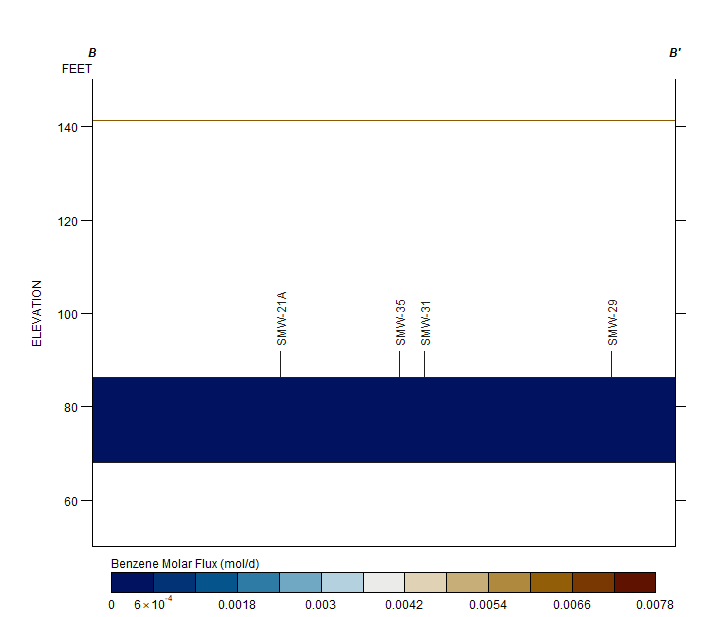 B B'
FEET
140
120
100
80
60
ELEVATION
SMW-21A
SMW-35
SMW-31
SMW-29
Benzene Molar Flux (mol/d)
0 6×10⁻⁴ 0.0018 0.003 0.0042 0.0054 0.0066 0.0078